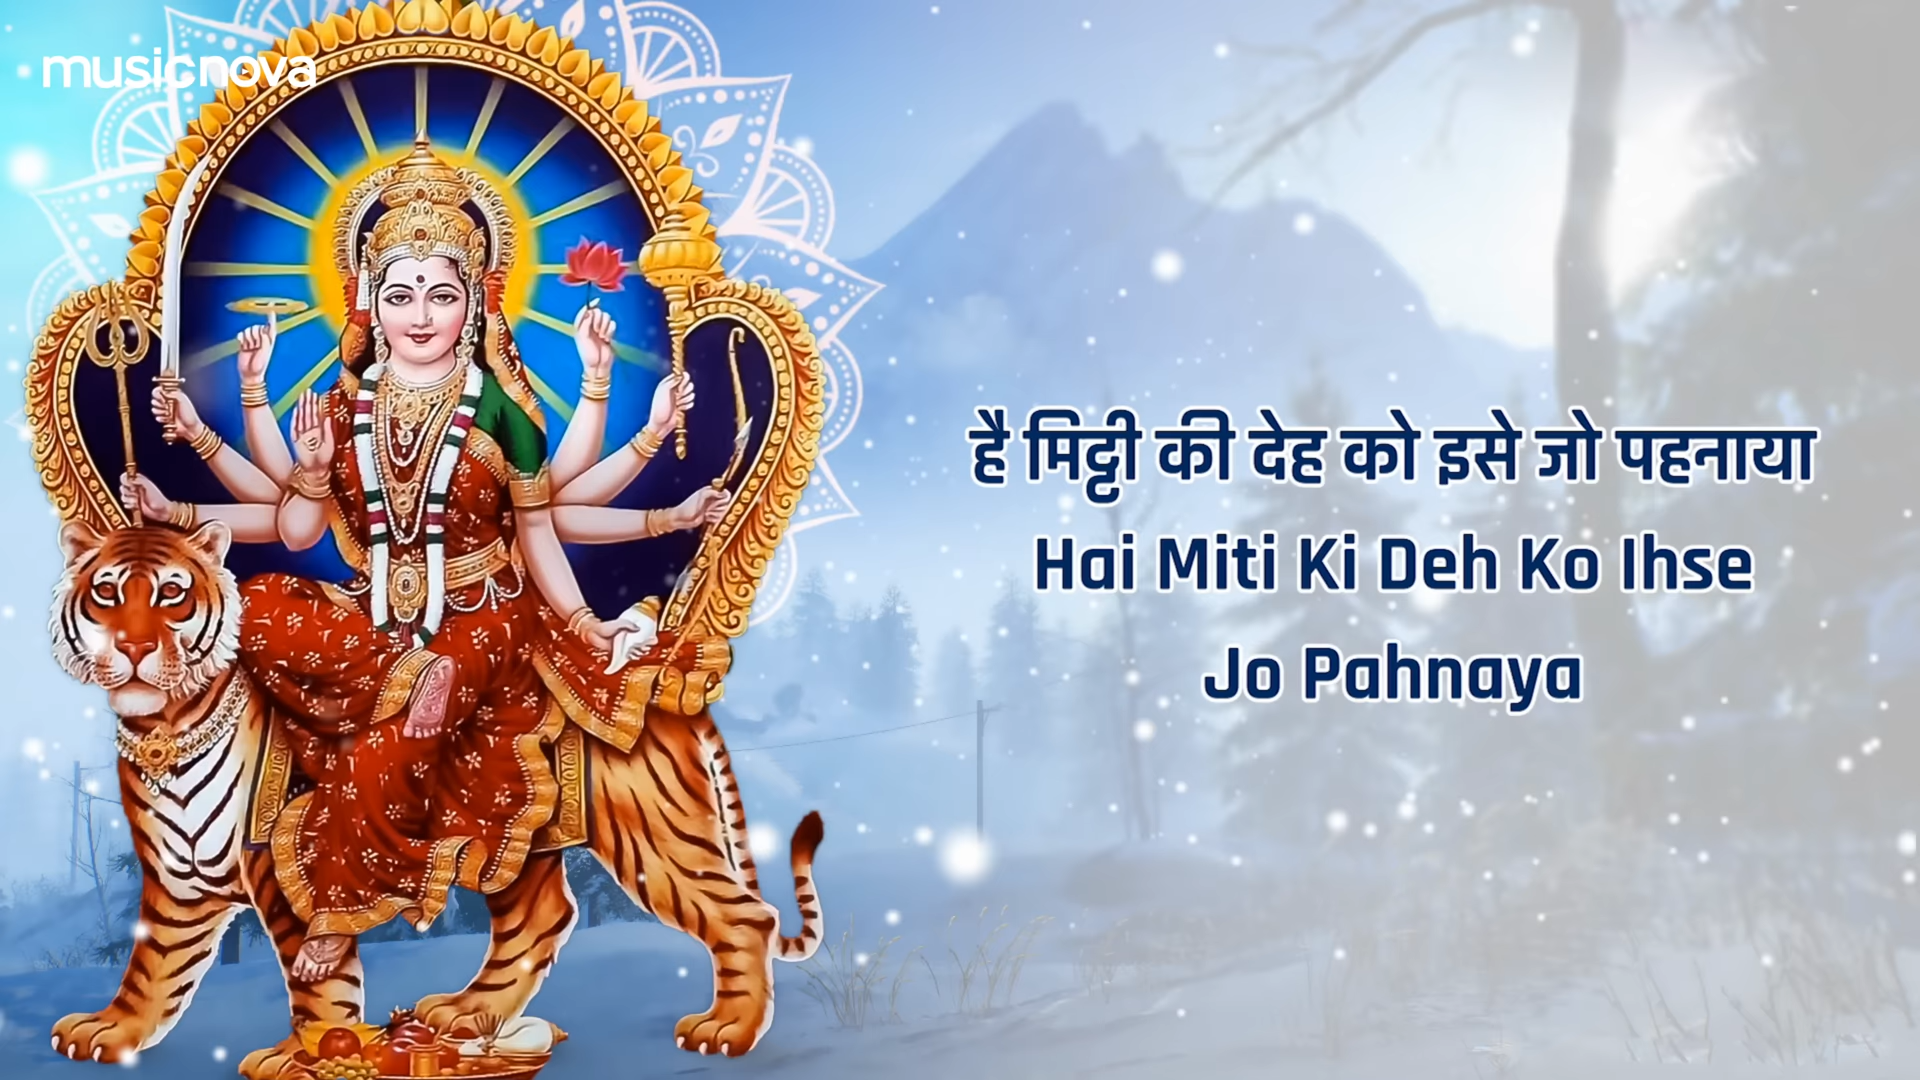 musicnova
है मिट्टी की देह को इसे जो पहनाया
Hai Miti Ki Deh Ko Ihse
Jo Pahnaya